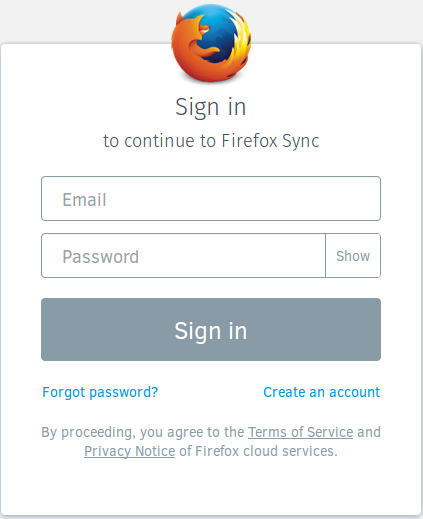 Sign in
to continue to Firefox Sync
Email
Password Show
Sign in
Forgot password? Create an account
By proceeding, you agree to the Terms of Service and
Privacy Notice of Firefox cloud services.